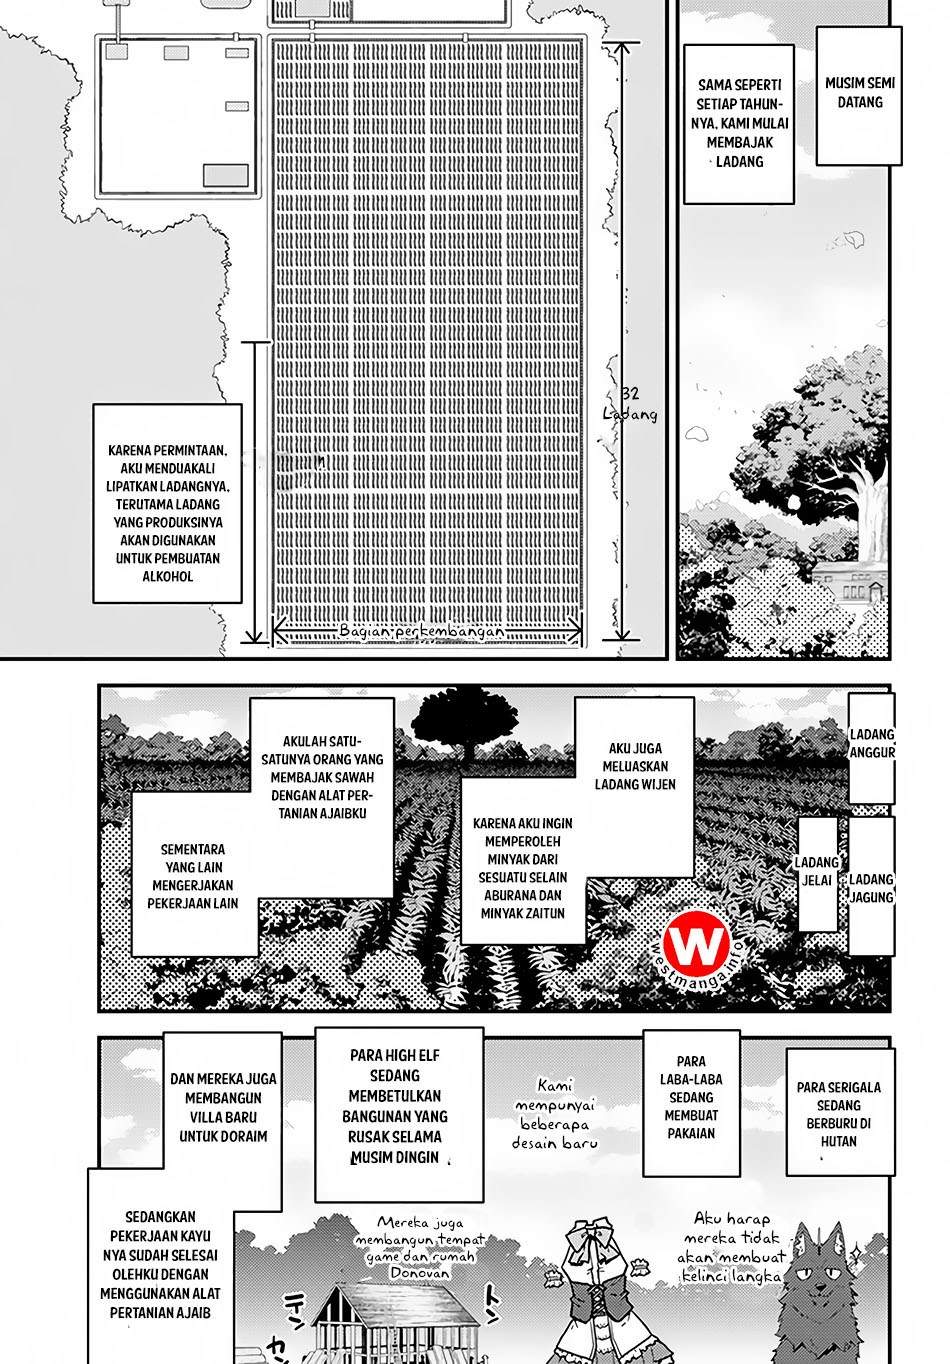 MUSIM SEMI
DATANG
SAMA SEPERTI
SETIAP TAHUN-
NYA, KAMI MULAI
MEMBAJAK
LADANG
32
Ladang
KARENA PERMINTAAN,
AKU MENDUAKALI
LIPATKAN LADANGNYA,
TERUTAMA LADANG
YANG PRODUKSINYA
AKAN DIGUNAKAN
UNTUK PEMBUATAN
ALKOHOL
Bagian perkembangan
LADANG
ANGGUR
LADANG
JAGUNG
LADANG
JELAI
AKU JUGA
MELUASKAN
LADANG WIJEN
KARENA AKU INGIN
MEMPEROLEH
MINYAK DARI
SESUATU SELAIN
ABURANA DAN
MINYAK ZAITUN
AKULAH SATU-
SATUNYA ORANG YANG
MEMBAJAK SAWAH
DENGAN ALAT PER-
TANIAN AJAIBKU
SEMENTARA
YANG LAIN
MENGERJAKAN
PEKERJAAN LAIN
W
Westmanga.info
PARA SERIGALA
SEDANG
BERBURU DI
HUTAN
Aku harap
mereka tidak
akan membuat
kelinci langka
PARA
LABA-LABA
SEDANG
MEMBUAT
PAKAIAN
Kami
mempunyai
beberapa
desain baru
PARA HIGH ELF
SEDANG
MEMBETULKAN
BANGUNAN YANG
RUSAK SELAMA
MUSIM DINGIN
Mereka juga
membangun tempat
game dan rumah
Donovan
DAN MEREKA JUGA
MEMBANGUN
VILLA BARU
UNTUK DORAIM
SEDANGKAN
PEKERJAAN KAYU
NYA SUDAH SELESAI
OLEHKU DENGAN
MENGGUNAKAN ALAT
PERTANIAN AJAIB
トン
テン
カン